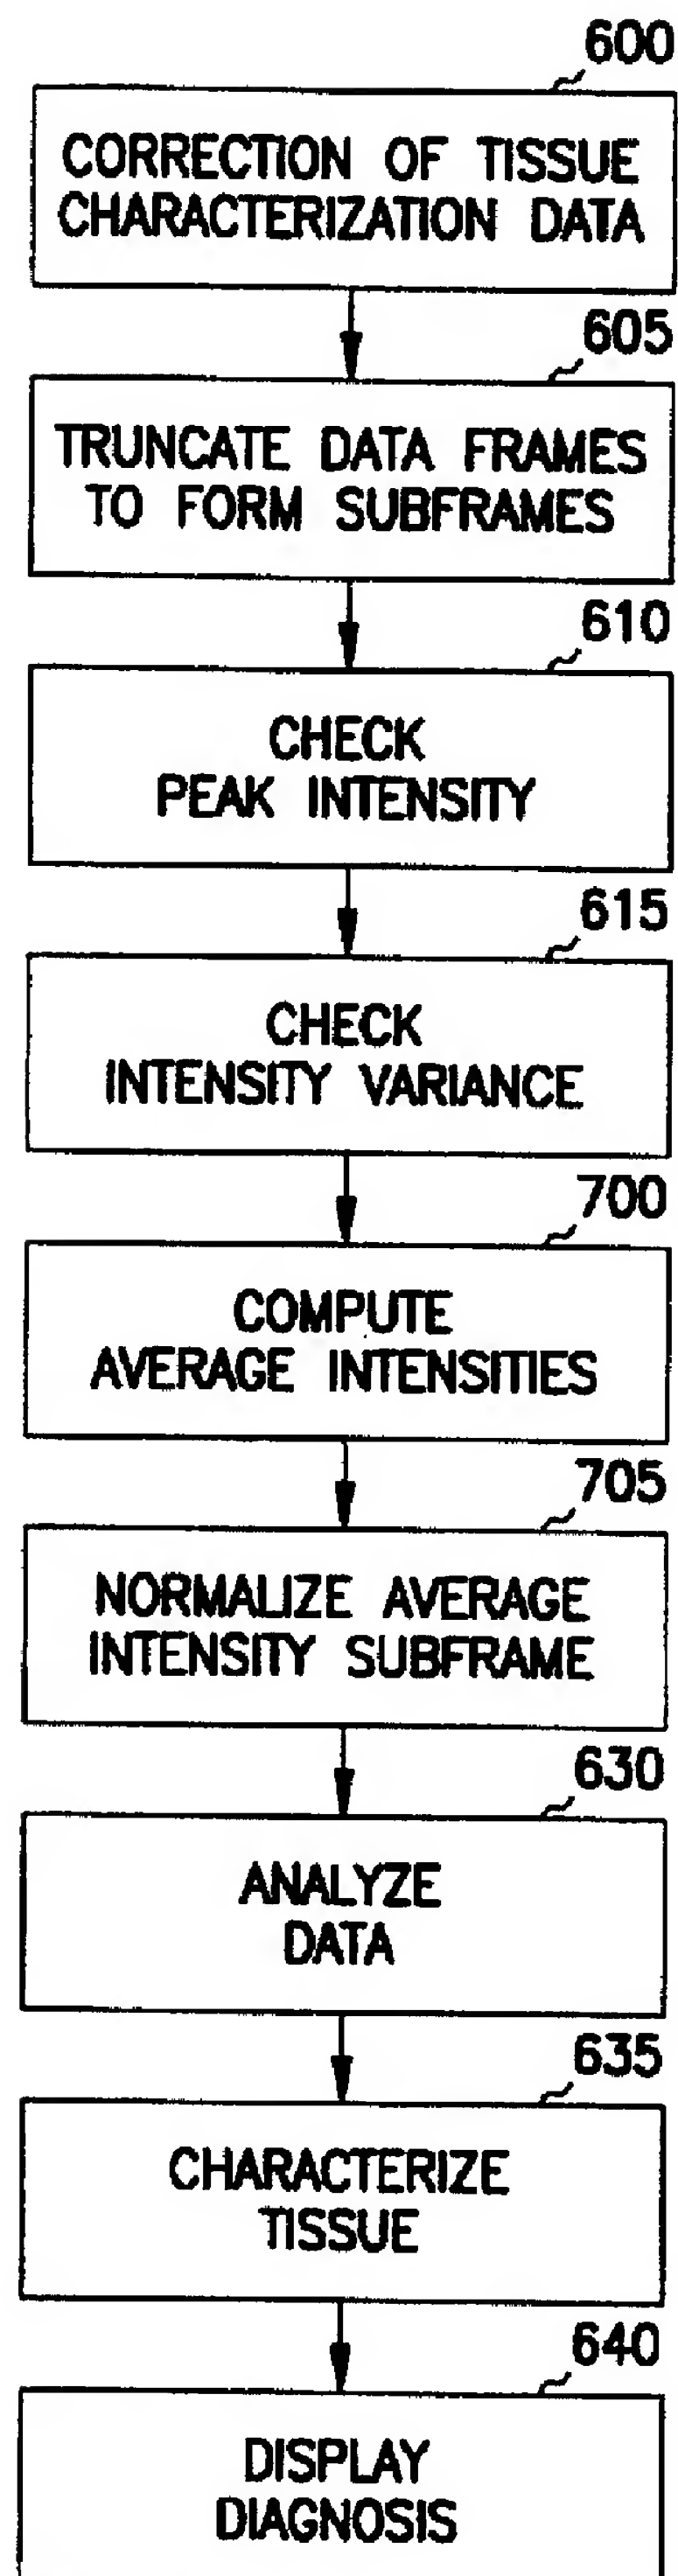 600
CORRECTION OF TISSUE
CHARACTERIZATION DATA
605
TRUNCATE DATA FRAMES
TO FORM SUBFRAMES
610
CHECK
PEAK INTENSITY
615
CHECK
INTENSITY VARIANCE
700
COMPUTE
AVERAGE INTENSITIES
705
NORMALIZE AVERAGE
INTENSITY SUBFRAME
630
ANALYZE
DATA
635
CHARACTERIZE
TISSUE
640
DISPLAY
DIAGNOSIS